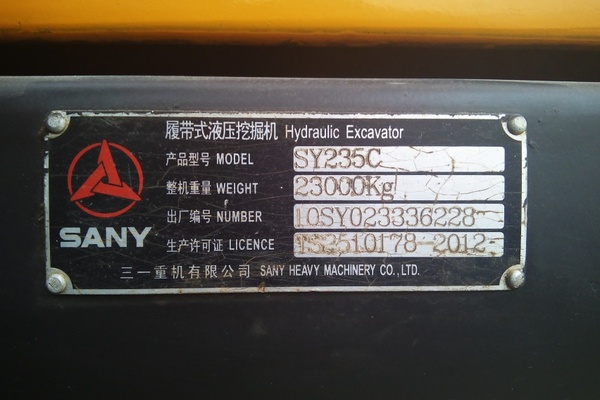 履带式液压挖掘机 Hydraulic Excavator
产品型号 MODEL SY235C
整机重量 WEIGHT 23000Kg
出厂编号 NUMBER 10SY023336228
生产许可证 LICENCE TS2510178-2012
SANY
三一重机有限公司 SANY HEAVY MACHINERY CO.,LTD.